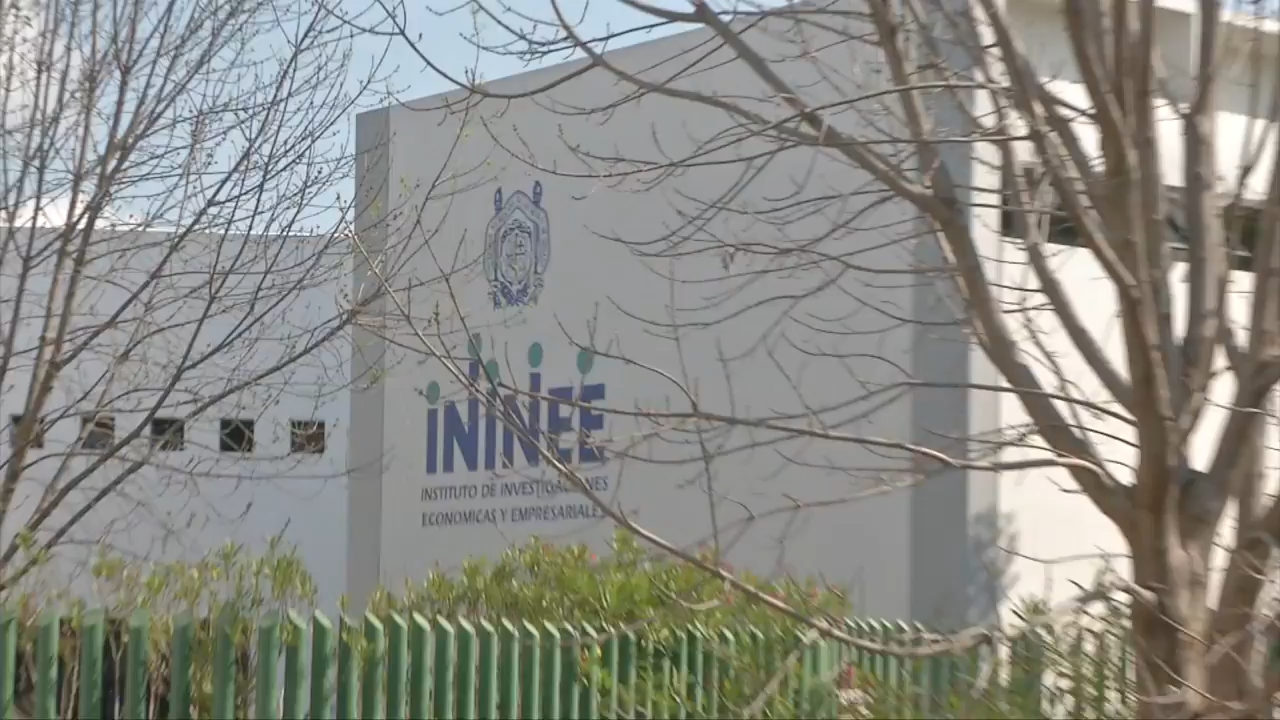 iNiNEE
INSTITUTO DE INVESTIGACIONES
ECONOMICAS Y EMPRESARIALES